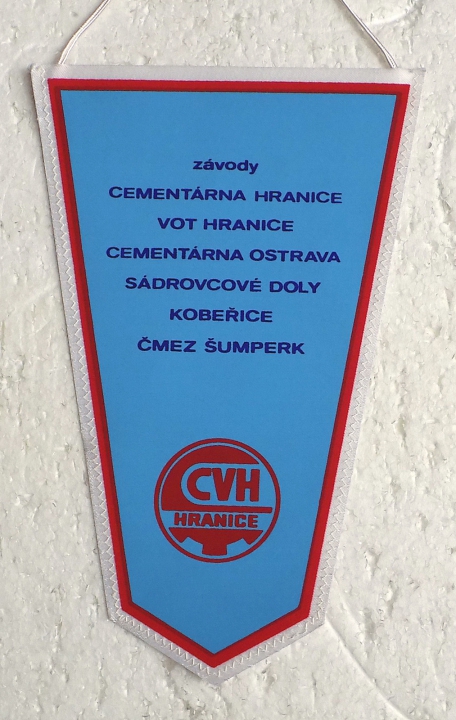 závody
CEMENTÁRNA HRANICE
VOT HRANICE
CEMENTÁRNA OSTRAVA
SÁDROVCOVÉ DOLY
KOBEŘICE
ČMEZ ŠUMPERK
CVH
HRANICE